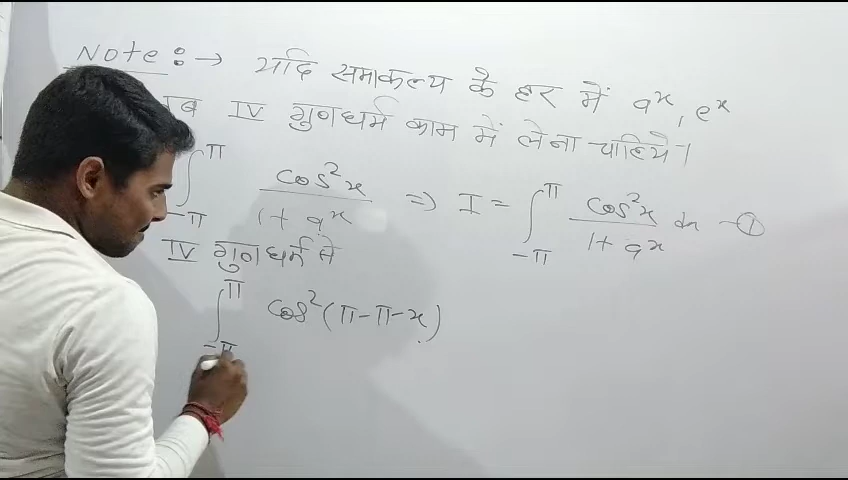 Note :→ यदि समाकल्य के हर में a^x, e^x
तब IV गुणधर्म काम में लेना चाहिये।
∫_{-π}^{π} cos²x / (1 + a^x) ⇒ I = ∫_{-π}^{π} cos²x / (1 + a^x) dx —①
IV गुणधर्म से
∫_{-π}^{π} cos²(π-π-x)